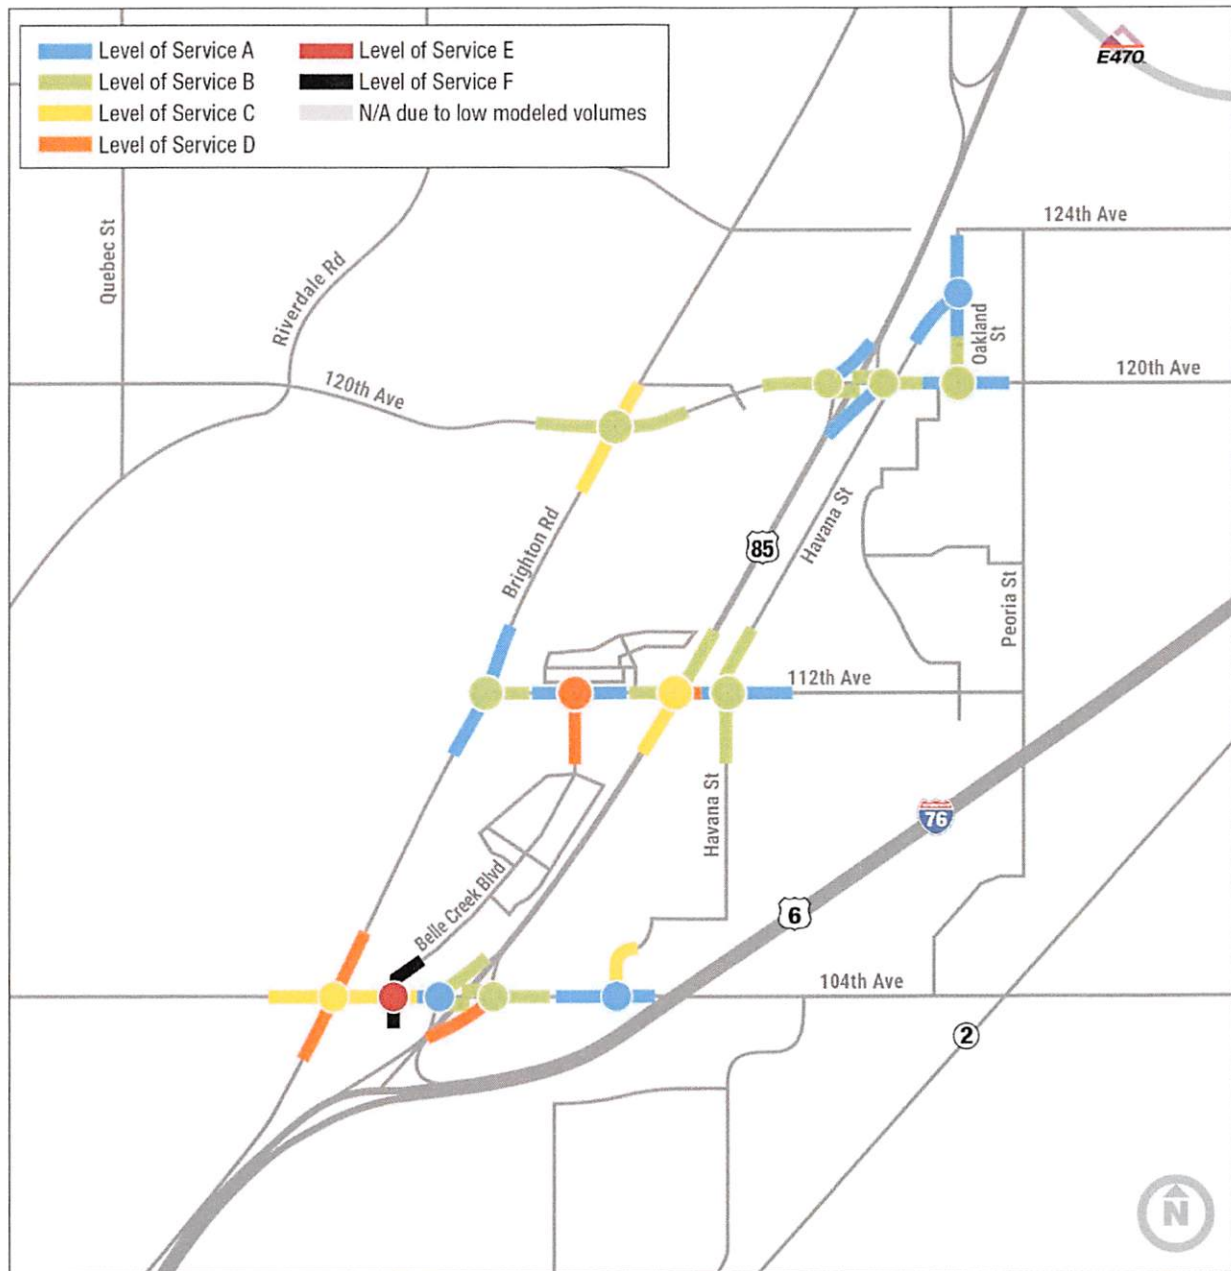 Level of Service A
Level of Service B
Level of Service C
Level of Service D
Level of Service E
Level of Service F
N/A due to low modeled volumes
E470
124th Ave
Quebec St
Riverdale Rd
Oakland
St
120th Ave
120th Ave
Brighton Rd
85
Havana St
Peoria St
112th Ave
Havana St
76
6
Belle Creek Blvd
104th Ave
2
N